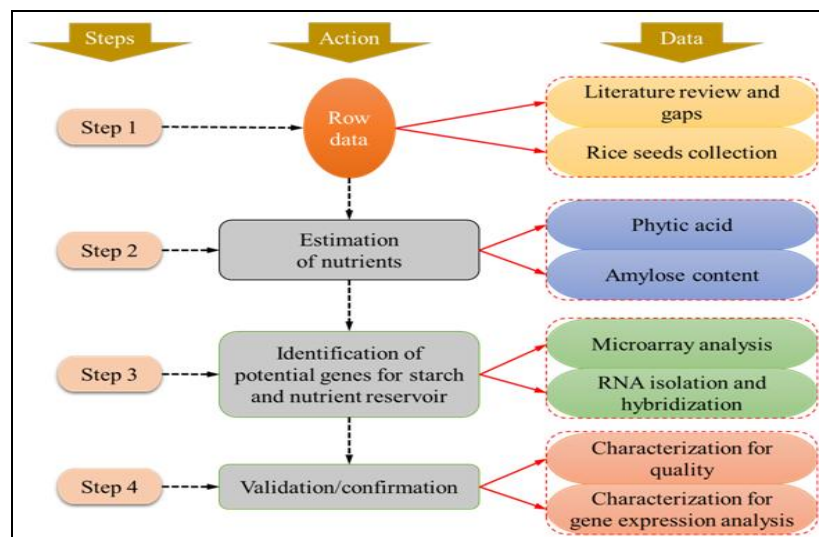 Steps
Action
Data
Step 1
Row
data
Literature review and
gaps
Rice seeds collection
Step 2
Estimation
of nutrients
Phytic acid
Amylose content
Step 3
Identification of
potential genes for starch
and nutrient reservoir
Microarray analysis
RNA isolation and
hybridization
Step 4
Validation/confirmation
Characterization for
quality
Characterization for
gene expression analysis